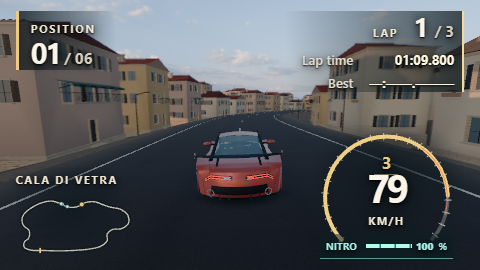 POSITION
01 / 06
LAP 1 / 3
Lap time 01:09.800
Best --:--.---
CALA DI VETRA
3
79
KM/H
NITRO 100 %